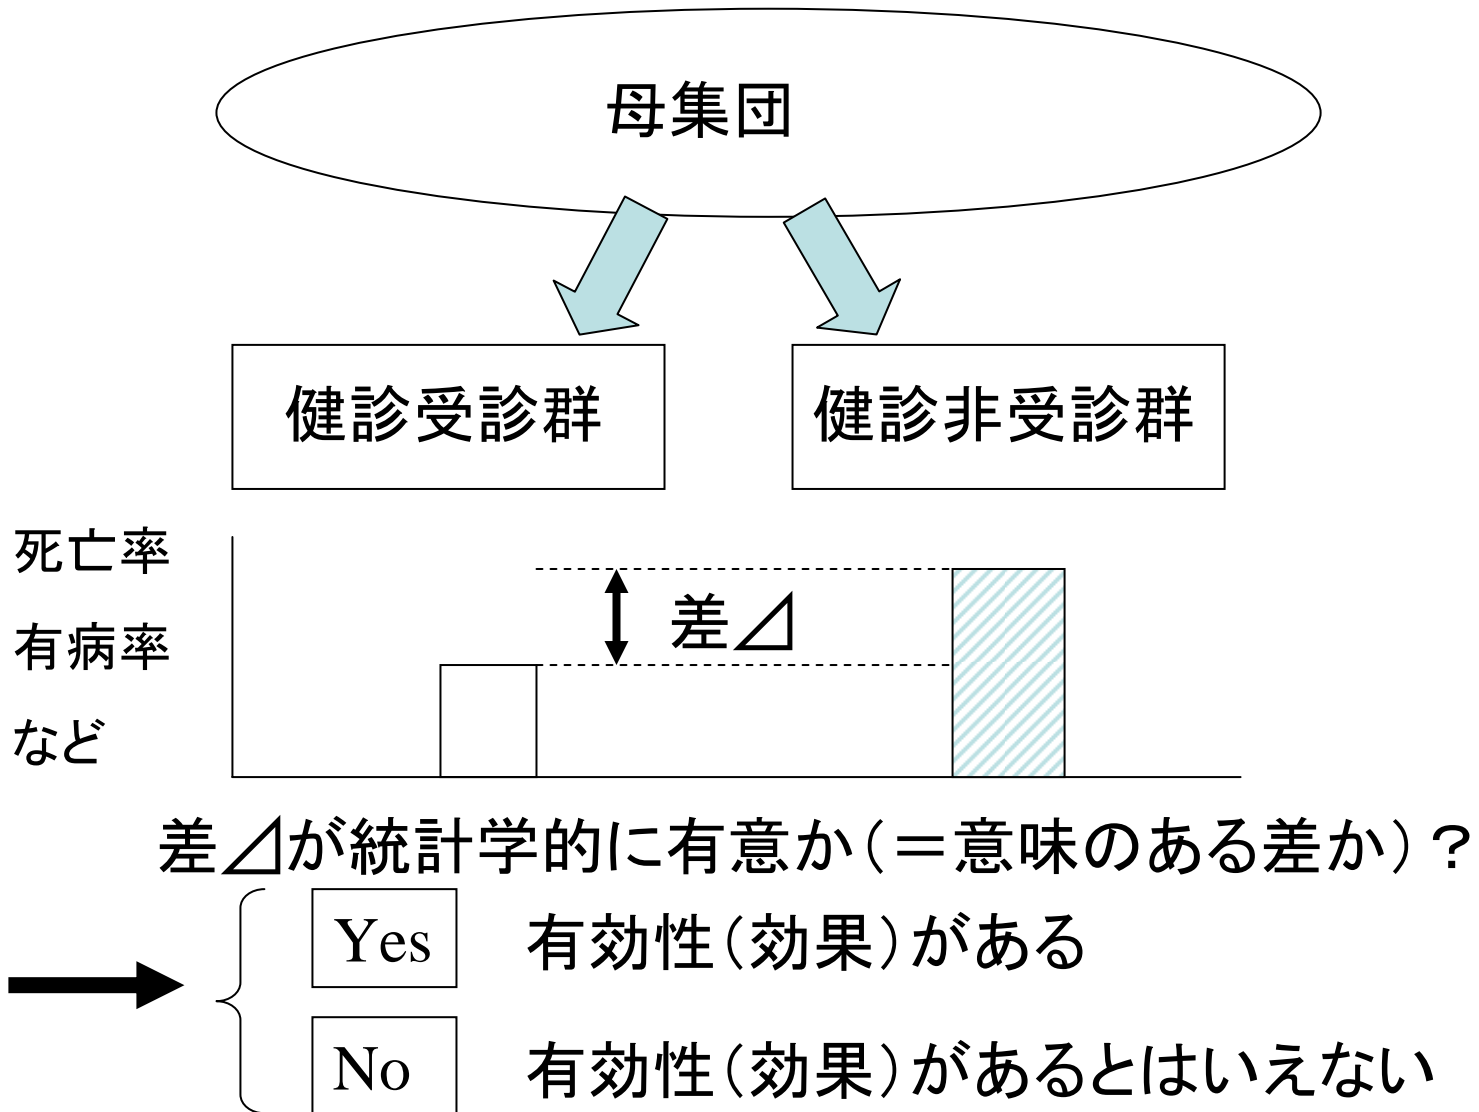 母集団
健診受診群
健診非受診群
死亡率
有病率
など
差⊿
差⊿が統計学的に有意か（＝意味のある差か）？
Yes 有効性（効果）がある
No 有効性（効果）があるとはいえない